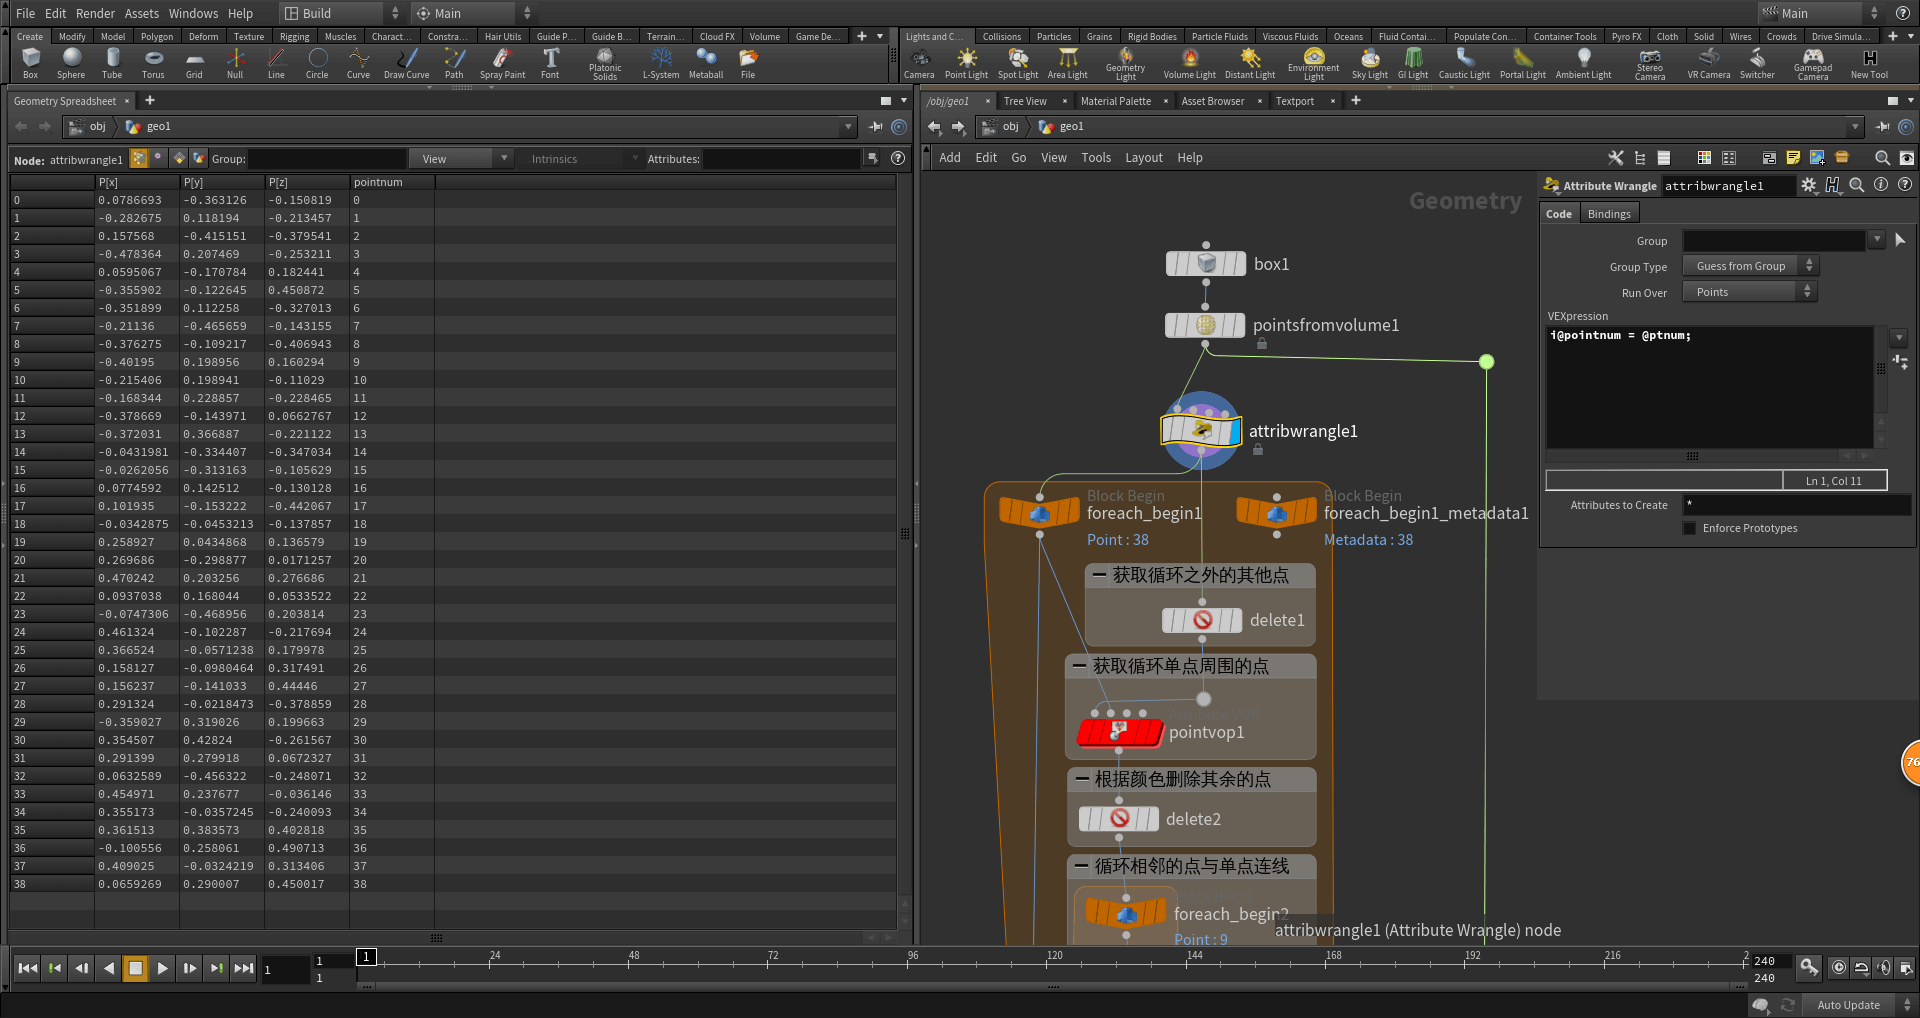 File Edit Render Assets Windows Help Build Main Main
Create Modify Model Polygon Deform Texture Rigging Muscles Charact... Constra... Hair Utils Guide P... Guide B... Terrain... Cloud FX Volume Game De...
Box Sphere Tube Torus Grid Null Line Circle Curve Draw Curve Path Spray Paint Font Platonic Solids L-System Metaball File
Lights and C... Collisions Particles Grains Rigid Bodies Particle Fluids Viscous Fluids Oceans Fluid Contai... Populate Con... Container Tools Pyro FX Cloth Solid Wires Crowds Drive Simula...
Camera Point Light Spot Light Area Light Geometry Light Volume Light Distant Light Environment Light Sky Light GI Light Caustic Light Portal Light Ambient Light Stereo Camera VR Camera Switcher Gamepad Camera New Tool
Geometry Spreadsheet
obj geo1
Node: attribwrangle1 Group: View Intrinsics Attributes:
P[x] P[y] P[z] pointnum
0 0.0786693 -0.363126 -0.150819 0
1 -0.282675 0.118194 -0.213457 1
2 0.157568 -0.415151 -0.379541 2
3 -0.478364 0.207469 -0.253211 3
4 0.0595067 -0.170784 0.182441 4
5 -0.355902 -0.122645 0.450872 5
6 -0.351899 0.112258 -0.327013 6
7 -0.21136 -0.465659 -0.143155 7
8 -0.376275 -0.109217 -0.406943 8
9 -0.40195 0.198956 0.160294 9
10 -0.215406 0.198941 -0.11029 10
11 -0.168344 0.228857 -0.228465 11
12 -0.378669 -0.143971 0.0662767 12
13 -0.372031 0.366887 -0.221122 13
14 -0.0431981 -0.334407 -0.347034 14
15 -0.0262056 -0.313163 -0.105629 15
16 0.0774592 0.142512 -0.130128 16
17 0.101935 -0.153222 -0.442067 17
18 -0.0342875 -0.0453213 -0.137857 18
19 0.258927 0.0434868 0.136579 19
20 0.269686 -0.298877 0.0171257 20
21 0.470242 0.203256 0.276686 21
22 0.0937038 0.168044 0.0533522 22
23 -0.0747306 -0.468956 0.203814 23
24 0.461324 -0.102287 -0.217694 24
25 0.366524 -0.0571238 0.179978 25
26 0.158127 -0.0980464 0.317491 26
27 0.156237 -0.141033 0.44446 27
28 0.291324 -0.0218473 -0.378859 28
29 -0.359027 0.319026 0.199663 29
30 0.354507 0.42824 -0.261567 30
31 0.291399 0.279918 0.0672327 31
32 0.0632589 -0.456322 -0.248071 32
33 0.454971 0.237677 -0.036146 33
34 0.355173 -0.0357245 -0.240093 34
35 0.361513 0.383573 0.402818 35
36 -0.100556 0.258061 0.490713 36
37 0.409025 -0.0324219 0.313406 37
38 0.0659269 0.290007 0.450017 38
/obj/geo1 Tree View Material Palette Asset Browser Textport
obj geo1
Add Edit Go View Tools Layout Help
Geometry
box1
pointsfromvolume1
attribwrangle1
Block Begin
foreach_begin1
Point : 38
Block Begin
foreach_begin1_metadata1
Metadata : 38
获取循环之外的其他点
delete1
获取循环单点周围的点
Attribute VOP
pointvop1
根据颜色删除其余的点
delete2
循环相邻的点与单点连线
Block Begin
foreach_begin2
Point : 9
attribwrangle1 (Attribute Wrangle) node
Attribute Wrangle attribwrangle1
Code Bindings
Group
Group Type Guess from Group
Run Over Points
VEXpression
i@pointnum = @ptnum;
Ln 1, Col 11
Attributes to Create *
Enforce Prototypes
76
1 1 1 1 24 48 72 96 120 144 168 192 216 2 240 240
Auto Update